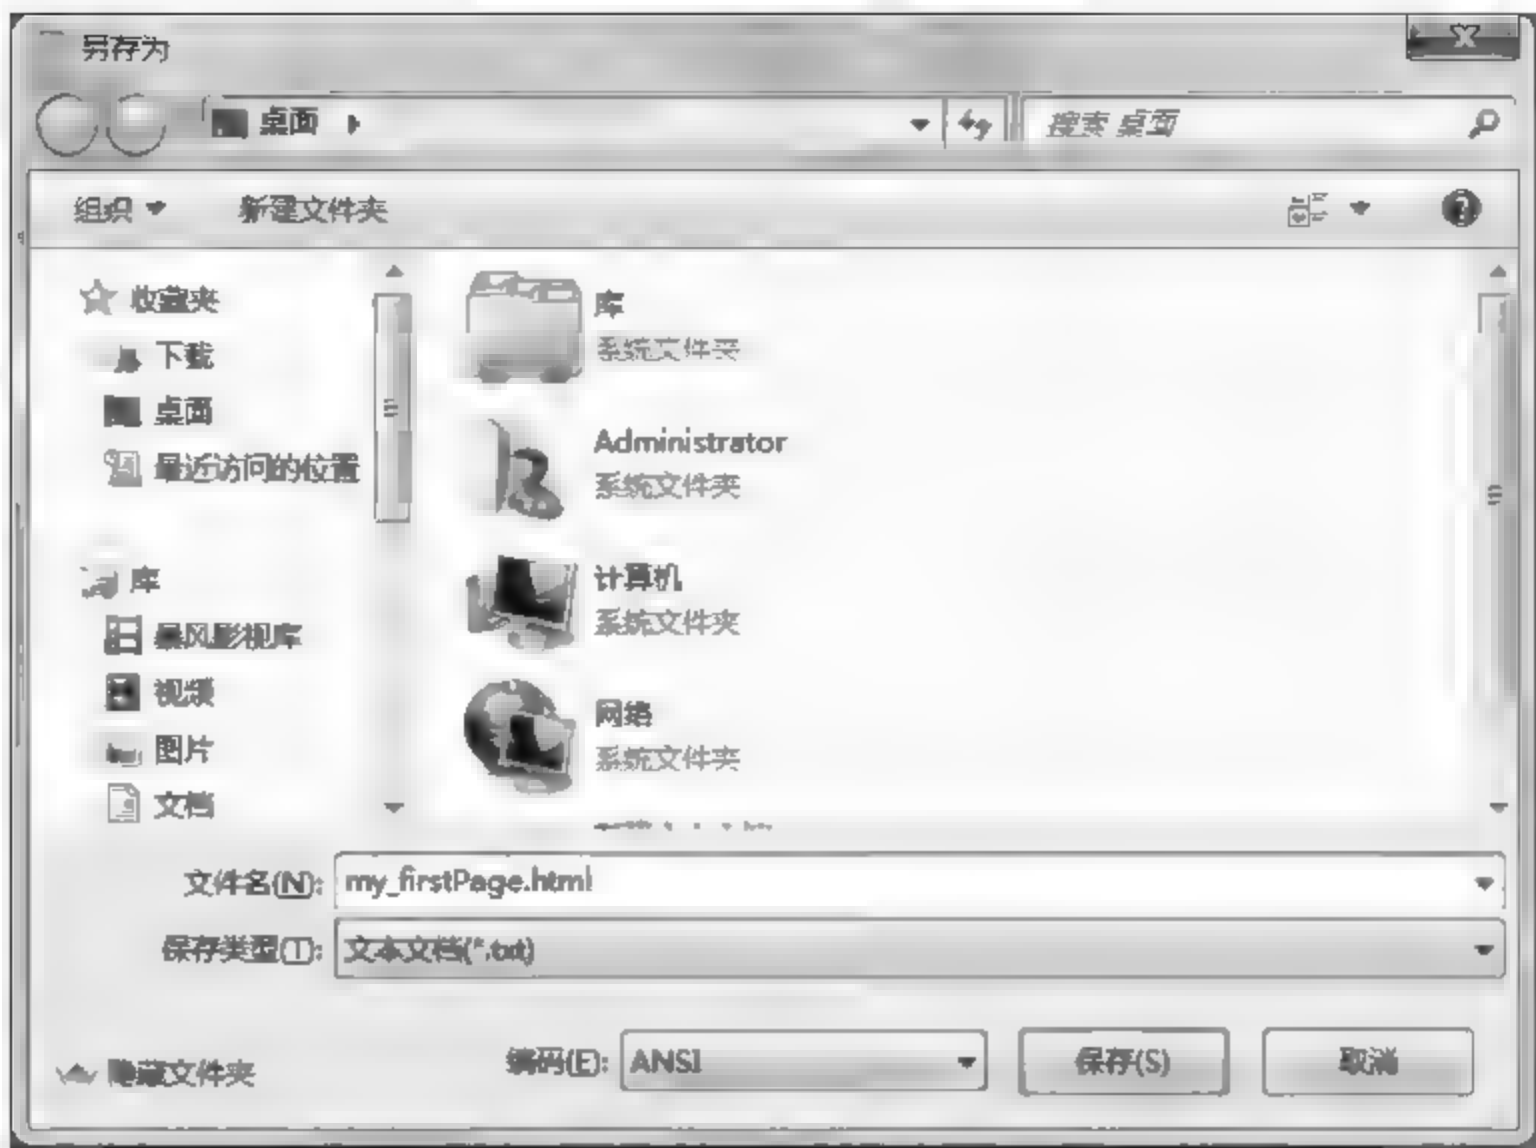 另存为
桌面
搜索 桌面
组织 新建文件夹
收藏夹
下载
桌面
最近访问的位置
库
暴风影视库
视频
图片
文档
库
系统文件夹
Administrator
系统文件夹
计算机
系统文件夹
网络
系统文件夹
文件名(N): my_firstPage.html
保存类型(T): 文本文档(*.txt)
隐藏文件夹 编码(E): ANSI 保存(S) 取消